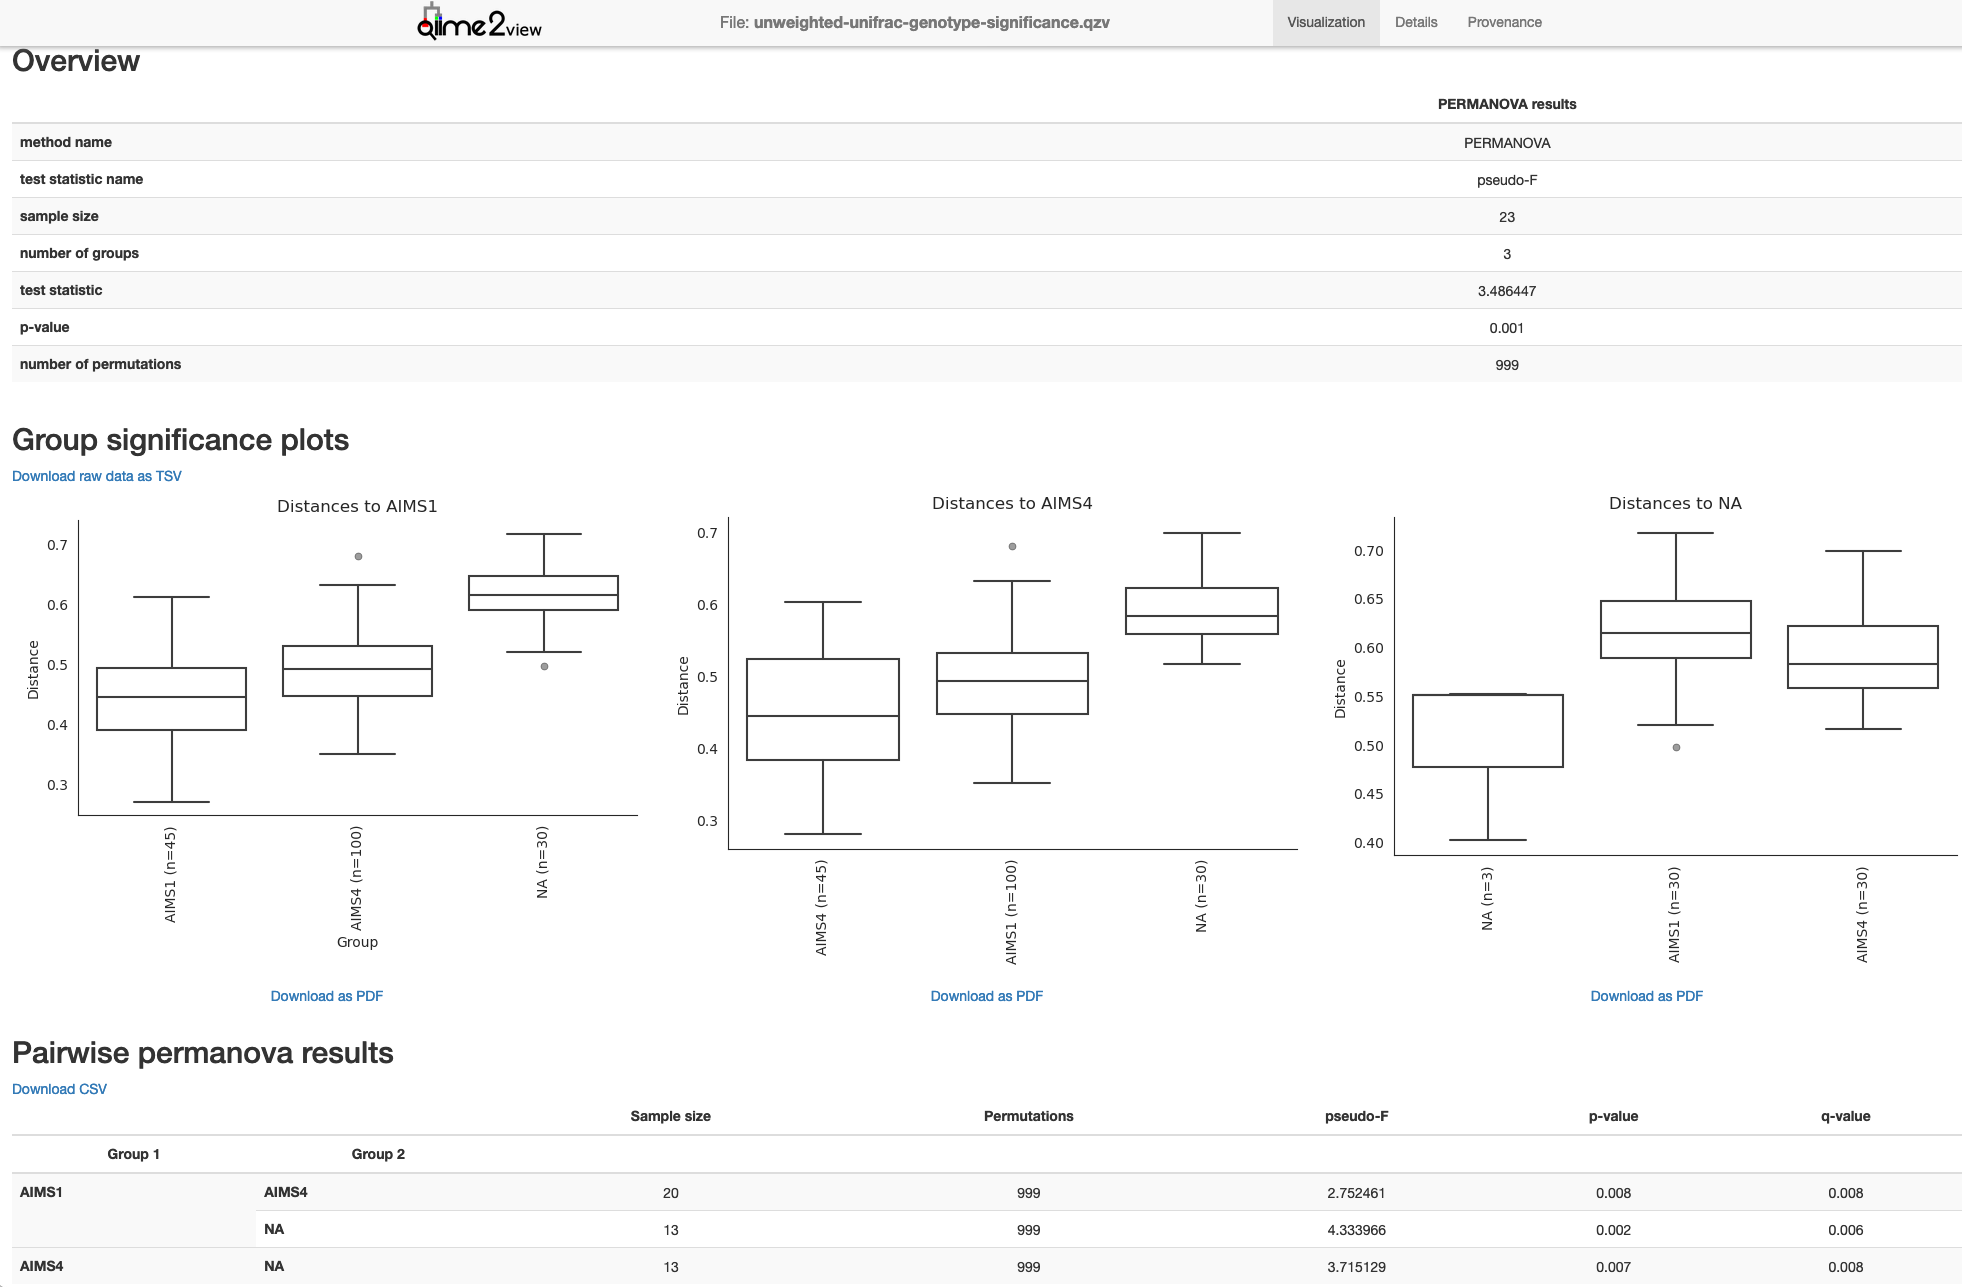 qiime2view
File: unweighted-unifrac-genotype-significance.qzv
Visualization Details Provenance
Overview
PERMANOVA results
method name PERMANOVA
test statistic name pseudo-F
sample size 23
number of groups 3
test statistic 3.486447
p-value 0.001
number of permutations 999
Group significance plots
Download raw data as TSV
Distances to AIMS1
0.7
0.6
0.5
0.4
0.3
Distance
AIMS1 (n=45)
AIMS4 (n=100)
NA (n=30)
Group
Download as PDF
Distances to AIMS4
0.7
0.6
0.5
0.4
0.3
Distance
AIMS4 (n=45)
AIMS1 (n=100)
NA (n=30)
Download as PDF
Distances to NA
0.70
0.65
0.60
0.55
0.50
0.45
0.40
Distance
NA (n=3)
AIMS1 (n=30)
AIMS4 (n=30)
Download as PDF
Pairwise permanova results
Download CSV
Sample size Permutations pseudo-F p-value q-value
Group 1 Group 2
AIMS1 AIMS4 20 999 2.752461 0.008 0.008
NA 13 999 4.333966 0.002 0.006
AIMS4 NA 13 999 3.715129 0.007 0.008